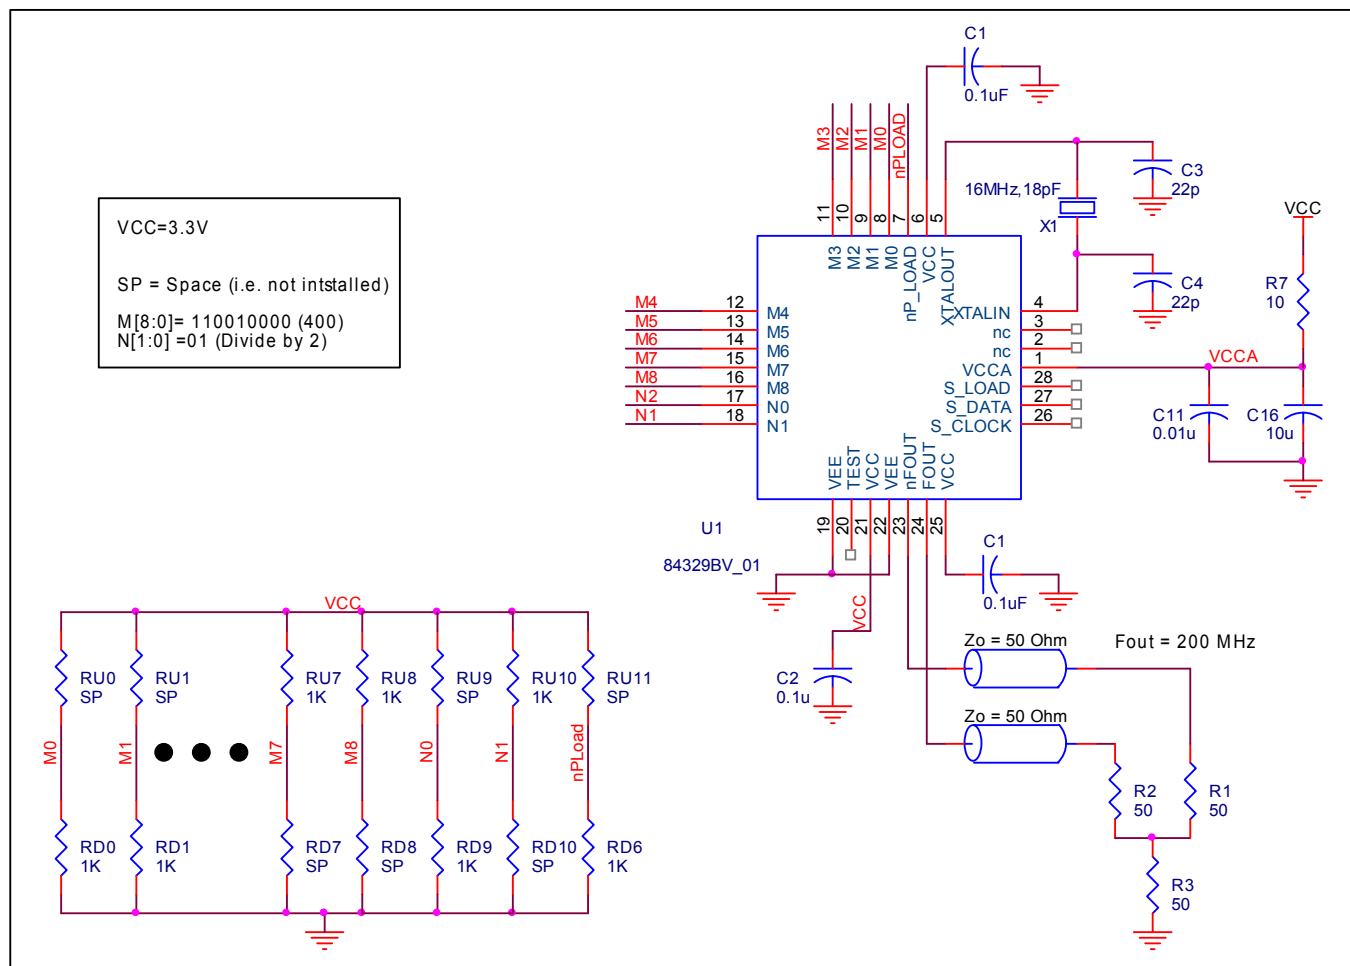 C1
0.1uF
M3
M2
M1
M0
nPLOAD
11
10
9
8
7
6
5
16MHz,18pF
X1
C3
22p
C4
22p
VCC
R7
10
VCC=3.3V
SP = Space (i.e. not intstalled)
M[8:0]= 110010000 (400)
N[1:0] =01 (Divide by 2)
M3
M2
M1
M0
nP_LOAD
VCC
XTALOUT
M4 12 M4
M5 13 M5
M6 14 M6
M7 15 M7
M8 16 M8
N2 17 N0
N1 18 N1
XTALIN 4
nc 3
nc 2
VCCA 1
S_LOAD 28
S_DATA 27
S_CLOCK 26
VCCA
C11
0.01u
C16
10u
VEE
TEST
VCC
VEE
nFOUT
FOUT
VCC
19
20
21
22
23
24
25
U1
84329BV_01
C1
0.1uF
VCC
C2
0.1u
Zo = 50 Ohm
Fout = 200 MHz
Zo = 50 Ohm
R2
50
R1
50
R3
50
VCC
RU0
SP
RU1
SP
RU7
1K
RU8
1K
RU9
SP
RU10
1K
RU11
SP
M0
M1
M7
M8
N0
N1
nPLoad
RD0
1K
RD1
1K
RD7
SP
RD8
SP
RD9
1K
RD10
SP
RD6
1K